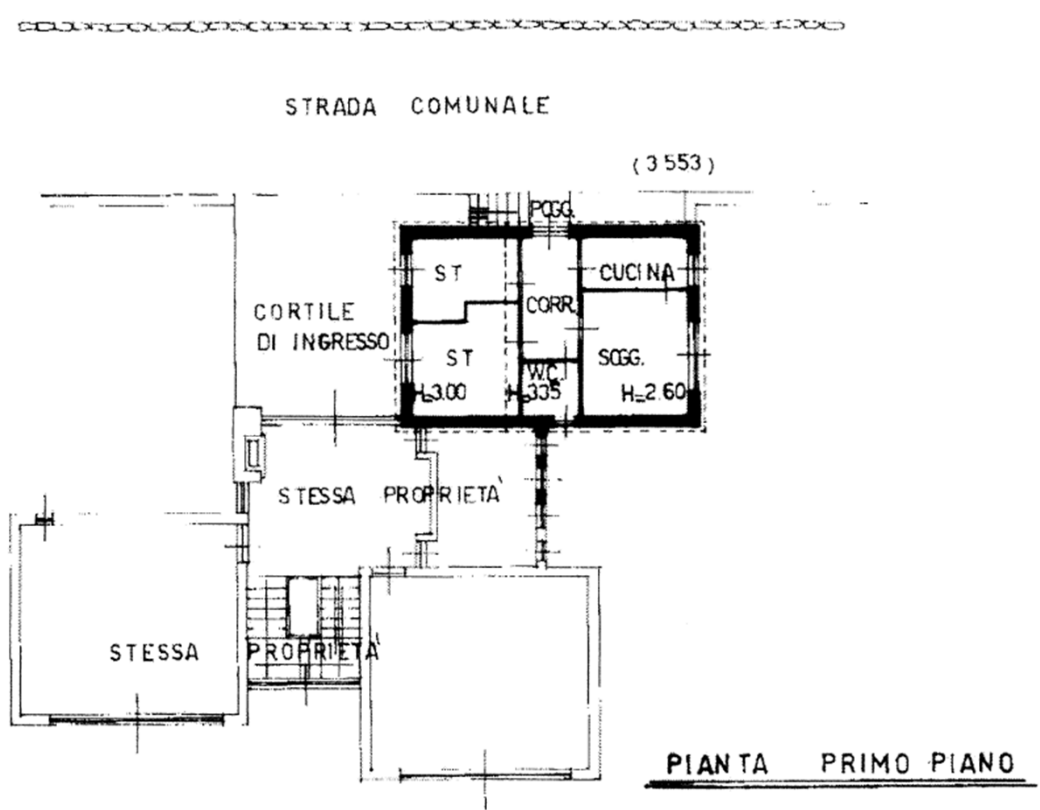 STRADA COMUNALE
(3553)
POGG.
ST
CUCINA
CORTILE
DI INGRESSO
CORR.
ST
SOGG.
W.C.
H=3.00
H=335
H=2.60
STESSA PROPRIETA'
STESSA PROPRIETA'
PIANTA PRIMO PIANO